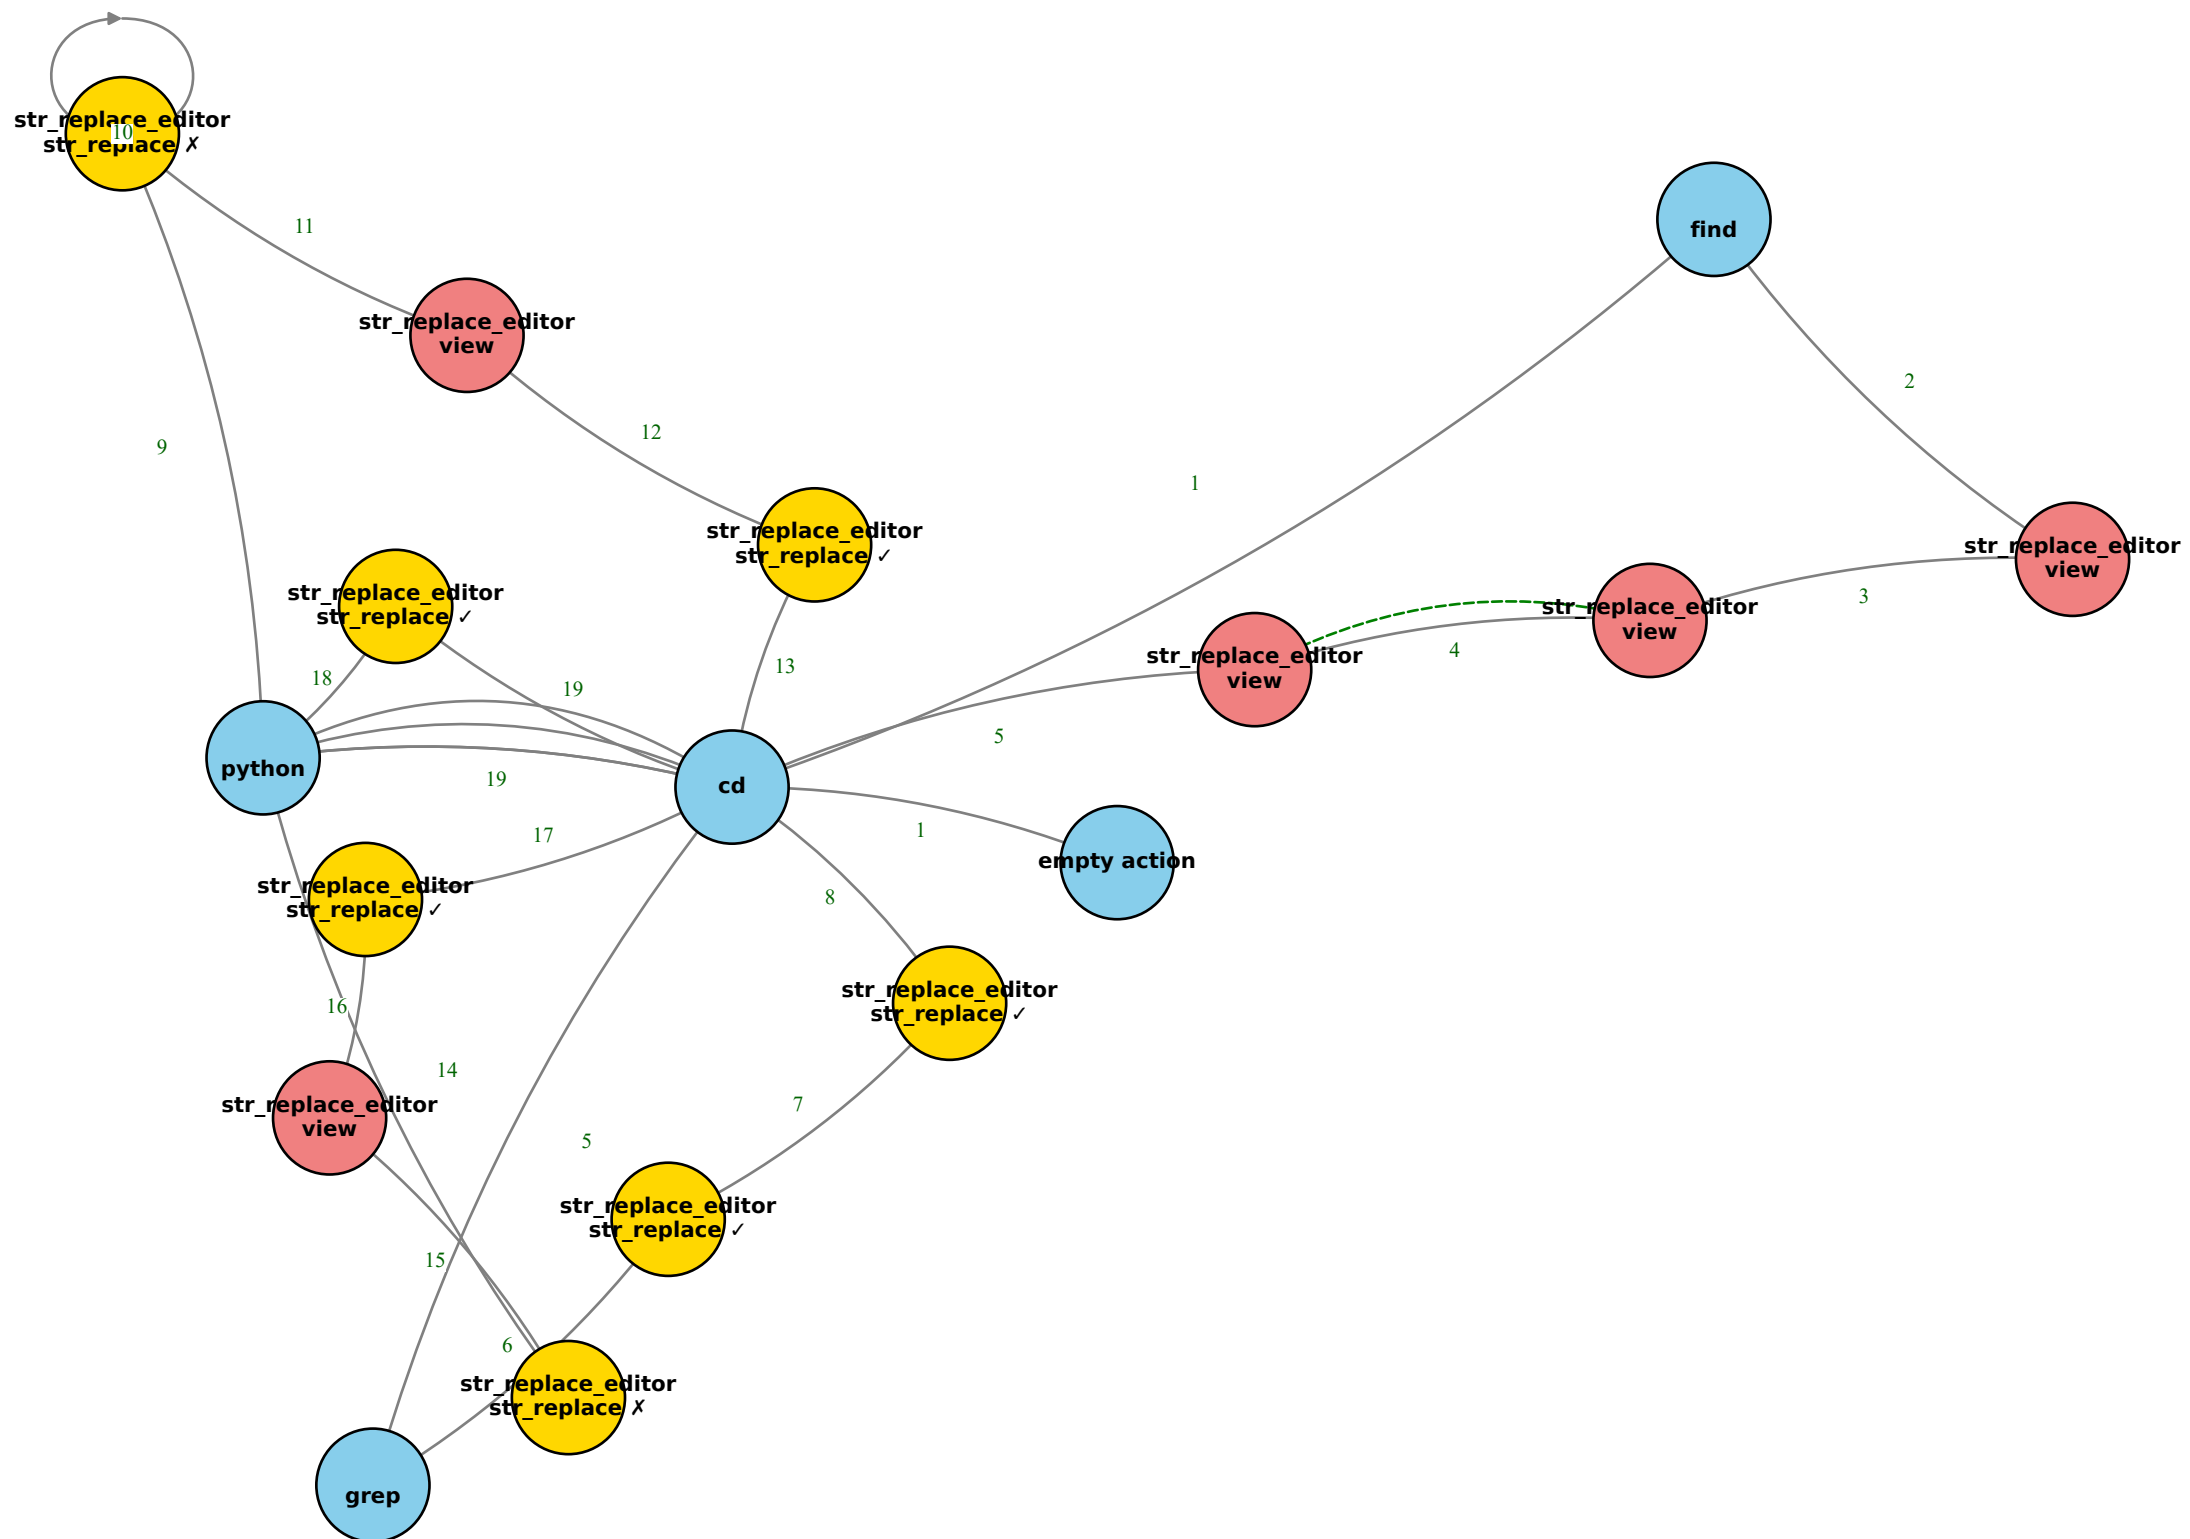 str_replace_editor
str_replace ✗
10
11
find
str_replace_editor
view
2
12
9
1
str_replace_editor
str_replace ✓
str_replace_editor
view
str_replace_editor
str_replace ✓
3
str_replace_editor
view
4
str_replace_editor
view
13
18
19
5
python
cd
19
17
1
empty action
str_replace_editor
str_replace ✓
8
str_replace_editor
str_replace ✓
16
14
str_replace_editor
view
7
5
str_replace_editor
str_replace ✓
15
6
str_replace_editor
str_replace ✗
grep